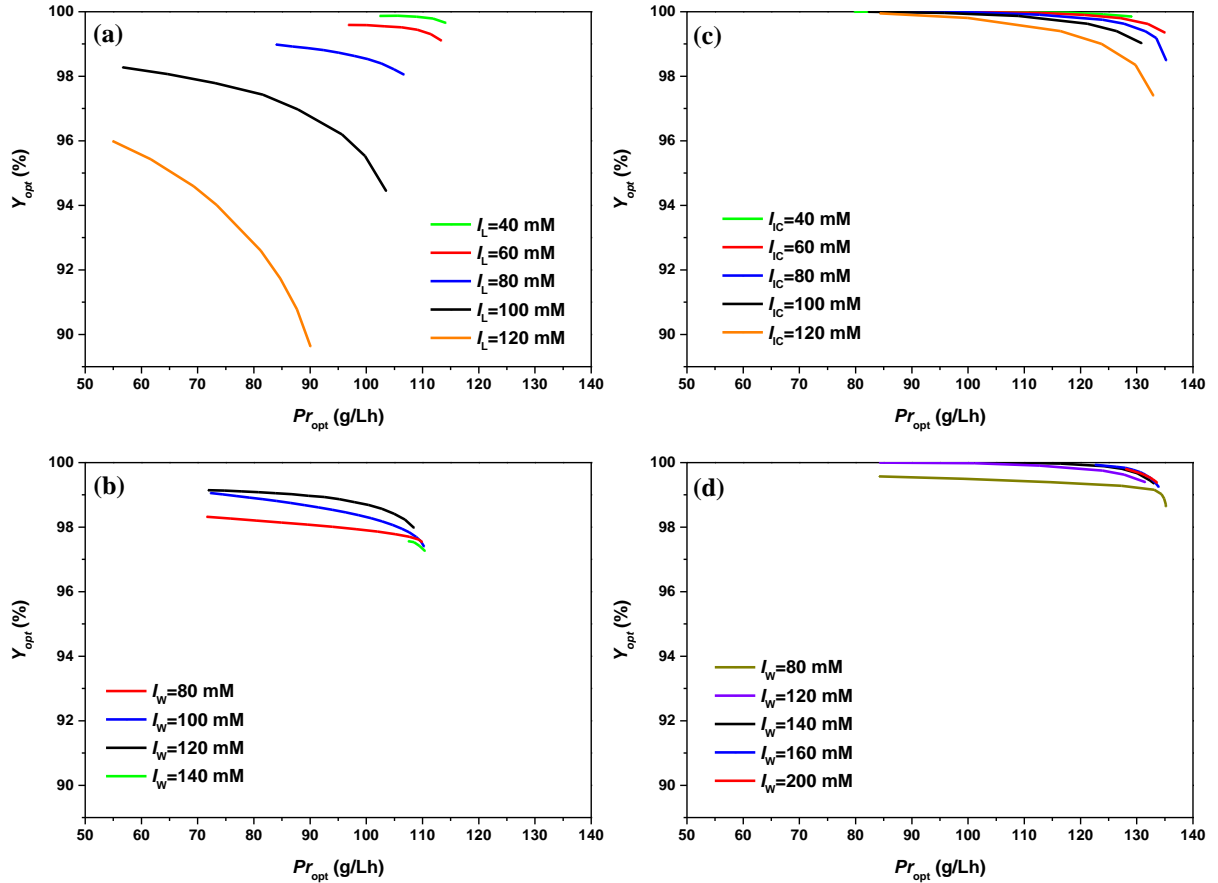 (a)
100
98
96
94
92
90
Y_opt (%)
I_L=40 mM
I_L=60 mM
I_L=80 mM
I_L=100 mM
I_L=120 mM
50 60 70 80 90 100 110 120 130 140
Pr_opt (g/Lh)
(c)
100
98
96
94
92
90
Y_opt (%)
I_IC=40 mM
I_IC=60 mM
I_IC=80 mM
I_IC=100 mM
I_IC=120 mM
50 60 70 80 90 100 110 120 130 140
Pr_opt (g/Lh)
(b)
100
98
96
94
92
90
Y_opt (%)
I_W=80 mM
I_W=100 mM
I_W=120 mM
I_W=140 mM
50 60 70 80 90 100 110 120 130 140
Pr_opt (g/Lh)
(d)
100
98
96
94
92
90
Y_opt (%)
I_W=80 mM
I_W=120 mM
I_W=140 mM
I_W=160 mM
I_W=200 mM
50 60 70 80 90 100 110 120 130 140
Pr_opt (g/Lh)